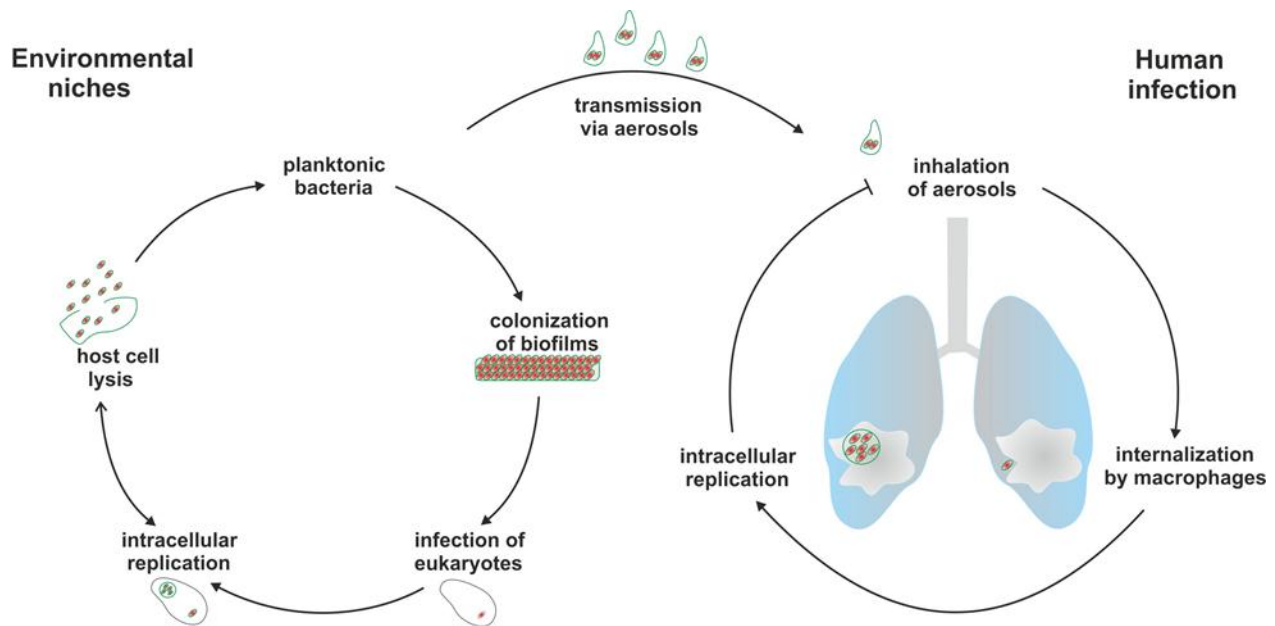 Environmental
niches
Human
infection
transmission
via aerosols
planktonic
bacteria
inhalation
of aerosols
colonization
of biofilms
host cell
lysis
intracellular
replication
internalization
by macrophages
intracellular
replication
infection of
eukaryotes